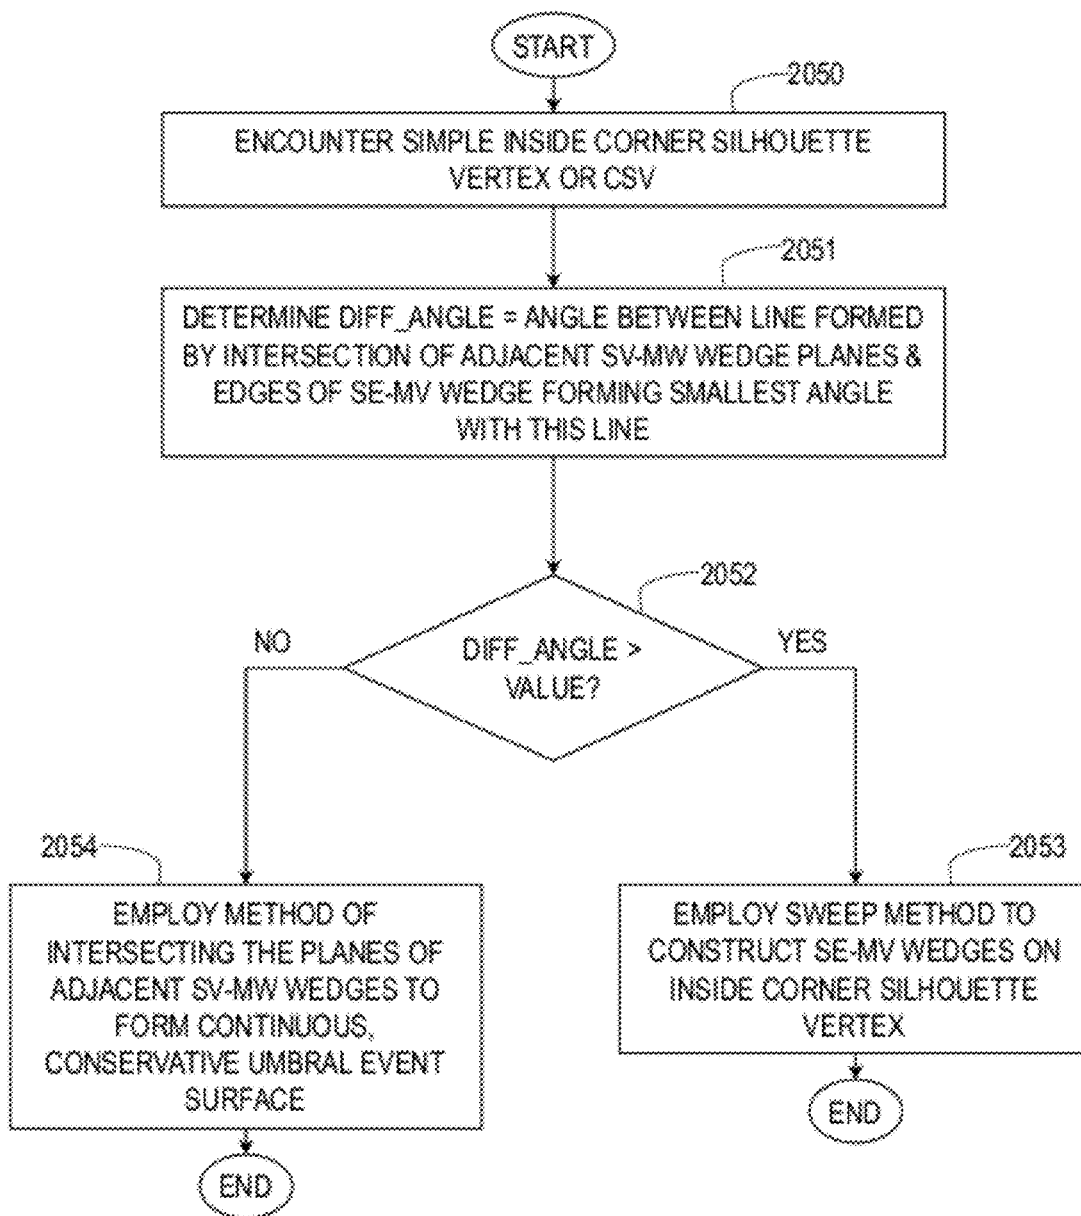 START
2050
ENCOUNTER SIMPLE INSIDE CORNER SILHOUETTE
VERTEX OR CSV
2051
DETERMINE DIFF_ANGLE = ANGLE BETWEEN LINE FORMED
BY INTERSECTION OF ADJACENT SV-MW WEDGE PLANES &
EDGES OF SE-MV WEDGE FORMING SMALLEST ANGLE
WITH THIS LINE
2052
DIFF_ANGLE >
VALUE?
NO
YES
2054
EMPLOY METHOD OF
INTERSECTING THE PLANES OF
ADJACENT SV-MW WEDGES TO
FORM CONTINUOUS,
CONSERVATIVE UMBRAL EVENT
SURFACE
END
2053
EMPLOY SWEEP METHOD TO
CONSTRUCT SE-MV WEDGES ON
INSIDE CORNER SILHOUETTE
VERTEX
END